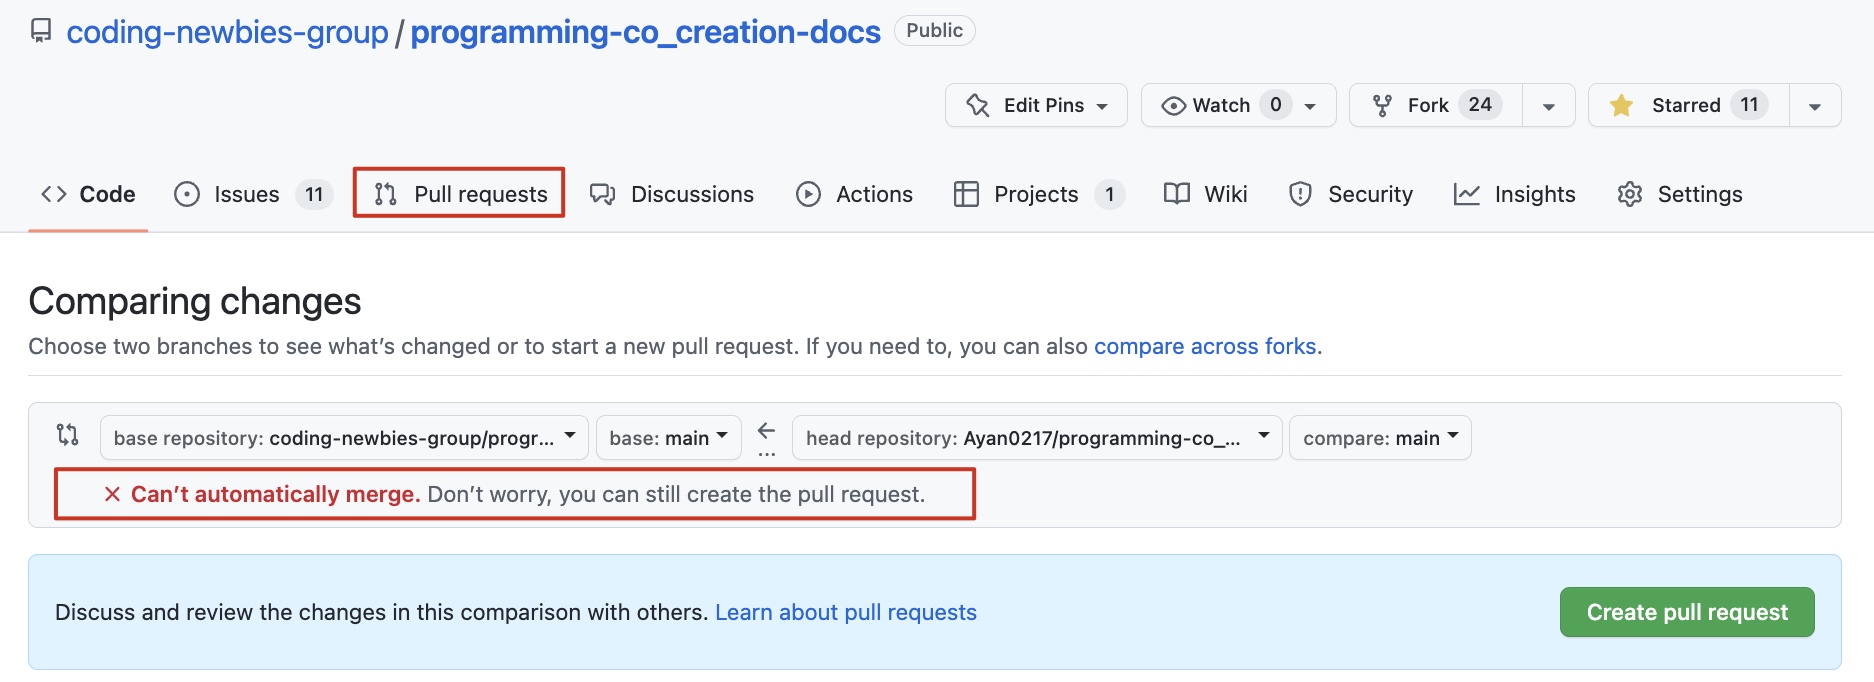 coding-newbies-group / programming-co_creation-docs Public
Edit Pins Watch 0 Fork 24 Starred 11
Code Issues 11 Pull requests Discussions Actions Projects 1 Wiki Security Insights Settings
Comparing changes
Choose two branches to see what’s changed or to start a new pull request. If you need to, you can also compare across forks.
base repository: coding-newbies-group/progr... base: main ← ... head repository: Ayan0217/programming-co_... compare: main
× Can’t automatically merge. Don’t worry, you can still create the pull request.
Discuss and review the changes in this comparison with others. Learn about pull requests Create pull request